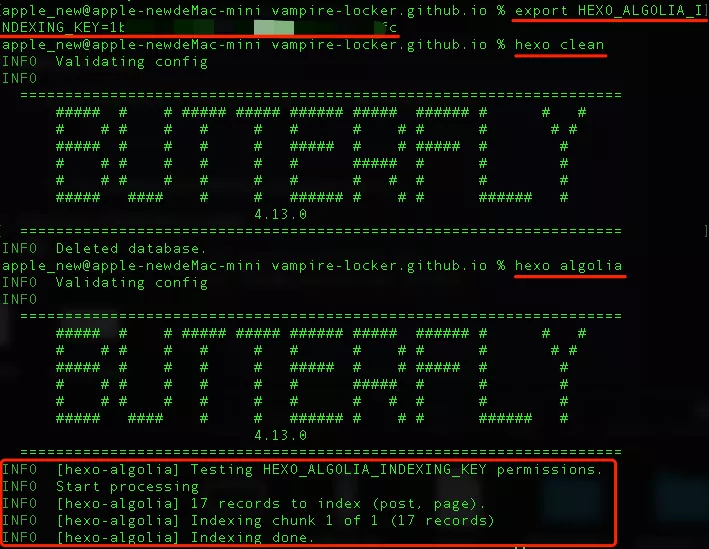 apple_new@apple-newdeMac-mini vampire-locker.github.io % export HEXO_ALGOLIA_I
NDEXING_KEY=1
apple_new@apple-newdeMac-mini vampire-locker.github.io % hexo clean
INFO  Validating config
INFO
===================================================================
##### #    # ##### ##### ###### ##### ###### #      #   #
#    # #    #   #     #   #      #    # #      #       # #
##### #    #   #     #   #####  #    # ##### #        #
#    # #    #   #     #   #      #####  #      #        #
#    # #    #   #     #   #      #   #  #      #        #
#####   ####    #     #   ###### #    # #      ######   #
4.13.0
===================================================================
INFO  Deleted database.
apple_new@apple-newdeMac-mini vampire-locker.github.io % hexo algolia
INFO  Validating config
INFO
===================================================================
##### #    # ##### ##### ###### ##### ###### #      #   #
#    # #    #   #     #   #      #    # #      #       # #
##### #    #   #     #   #####  #    # ##### #        #
#    # #    #   #     #   #      #####  #      #        #
#    # #    #   #     #   #      #   #  #      #        #
#####   ####    #     #   ###### #    # #      ######   #
4.13.0
===================================================================
INFO  [hexo-algolia] Testing HEXO_ALGOLIA_INDEXING_KEY permissions.
INFO  Start processing
INFO  [hexo-algolia] 17 records to index (post, page).
INFO  [hexo-algolia] Indexing chunk 1 of 1 (17 records)
INFO  [hexo-algolia] Indexing done.